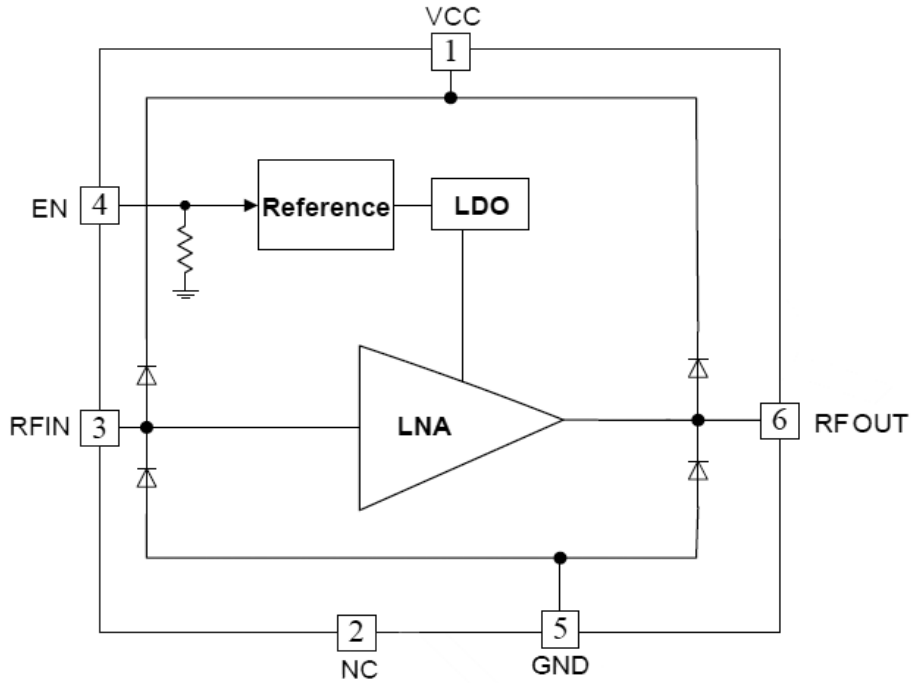 VCC
1
EN
4
Reference
LDO
RFIN
3
LNA
6
RFOUT
2
NC
5
GND